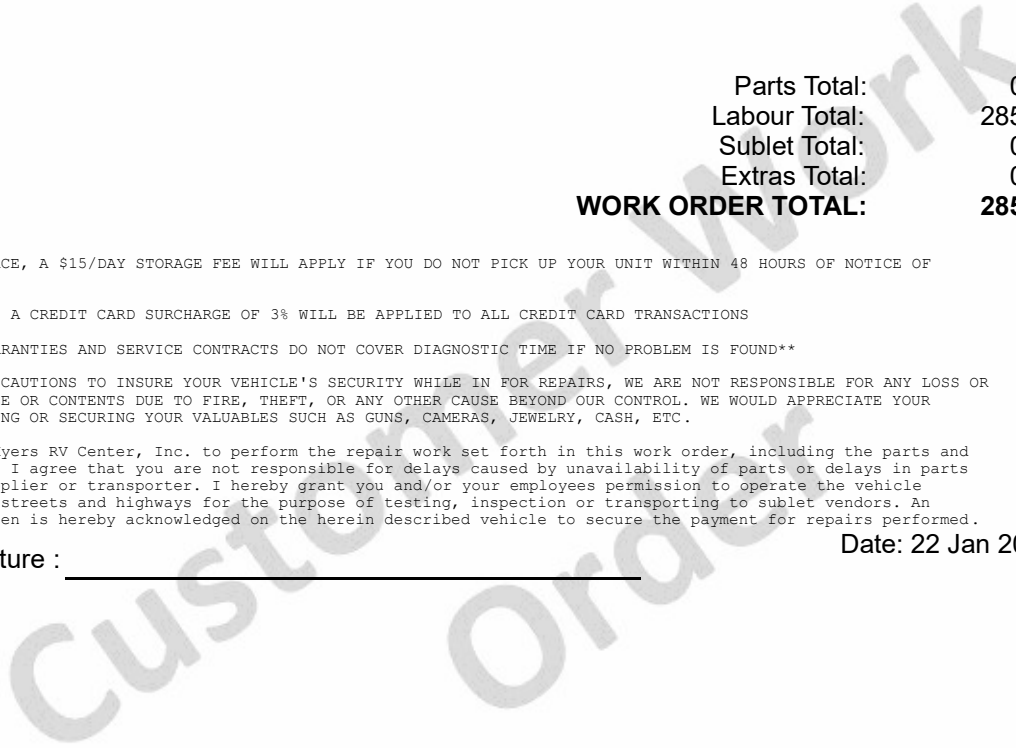 Parts Total: 0
Labour Total: 285
Sublet Total: 0
Extras Total: 0
WORK ORDER TOTAL: 285
CE, A $15/DAY STORAGE FEE WILL APPLY IF YOU DO NOT PICK UP YOUR UNIT WITHIN 48 HOURS OF NOTICE OF
A CREDIT CARD SURCHARGE OF 3% WILL BE APPLIED TO ALL CREDIT CARD TRANSACTIONS
RRANTIES AND SERVICE CONTRACTS DO NOT COVER DIAGNOSTIC TIME IF NO PROBLEM IS FOUND**
CAUTIONS TO INSURE YOUR VEHICLE'S SECURITY WHILE IN FOR REPAIRS, WE ARE NOT RESPONSIBLE FOR ANY LOSS OR
E OR CONTENTS DUE TO FIRE, THEFT, OR ANY OTHER CAUSE BEYOND OUR CONTROL. WE WOULD APPRECIATE YOUR
NG OR SECURING YOUR VALUABLES SUCH AS GUNS, CAMERAS, JEWELRY, CASH, ETC.
yers RV Center, Inc. to perform the repair work set forth in this work order, including the parts and
I agree that you are not responsible for delays caused by unavailability of parts or delays in parts
plier or transporter. I hereby grant you and/or your employees permission to operate the vehicle
streets and highways for the purpose of testing, inspection or transporting to sublet vendors. An
en is hereby acknowledged on the herein described vehicle to secure the payment for repairs performed.
ture :
Date: 22 Jan 20
Customer Work
Order